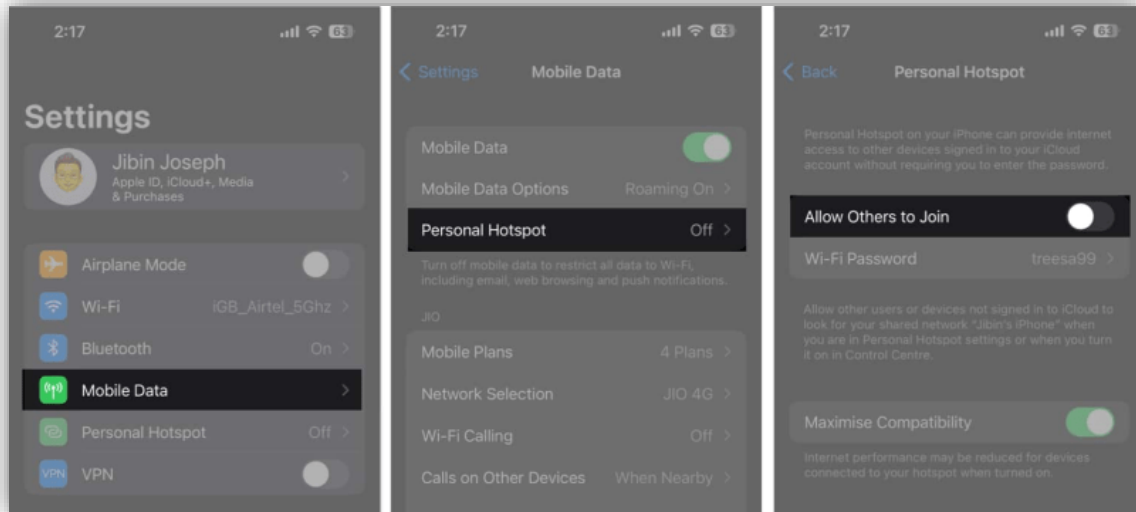 2:17
63
Settings
Jibin Joseph
Apple ID, iCloud+, Media
& Purchases
Airplane Mode
Wi-Fi iGB_Airtel_5Ghz
Bluetooth On
Mobile Data
Personal Hotspot Off
VPN VPN
2:17
63
Settings Mobile Data
Mobile Data
Mobile Data Options Roaming On
Personal Hotspot Off
Turn off mobile data to restrict all data to Wi-Fi,
including email, web browsing and push notifications.
JIO
Mobile Plans 4 Plans
Network Selection JIO 4G
Wi-Fi Calling Off
Calls on Other Devices When Nearby
2:17
63
Back Personal Hotspot
Personal Hotspot on your iPhone can provide internet
access to other devices signed in to your iCloud
account without requiring you to enter the password.
Allow Others to Join
Wi-Fi Password treesa99
Allow other users or devices not signed in to iCloud to
look for your shared network "Jibin's iPhone" when
you are in Personal Hotspot settings or when you turn
it on in Control Centre.
Maximise Compatibility
Internet performance may be reduced for devices
connected to your hotspot when turned on.